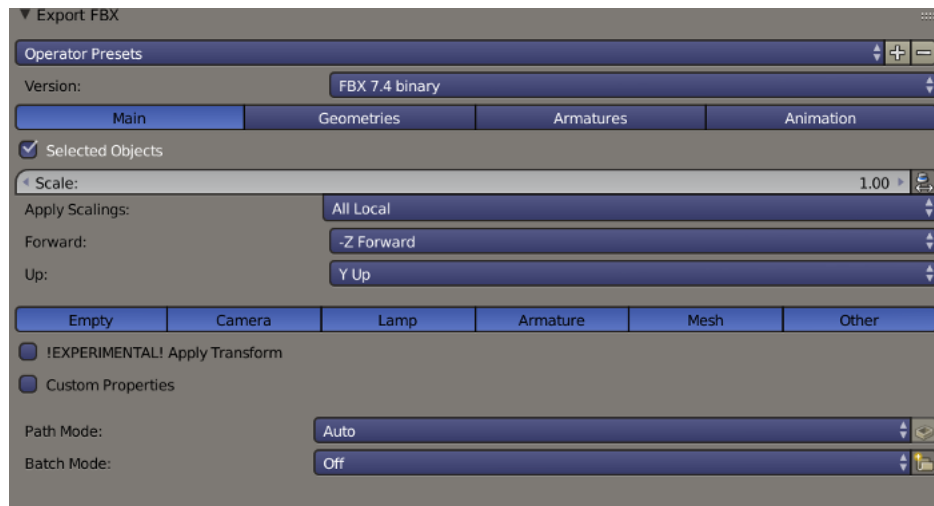 Export FBX
Operator Presets
Version: FBX 7.4 binary
Main Geometries Armatures Animation
Selected Objects
Scale: 1.00
Apply Scalings: All Local
Forward: -Z Forward
Up: Y Up
Empty Camera Lamp Armature Mesh Other
!EXPERIMENTAL! Apply Transform
Custom Properties
Path Mode: Auto
Batch Mode: Off